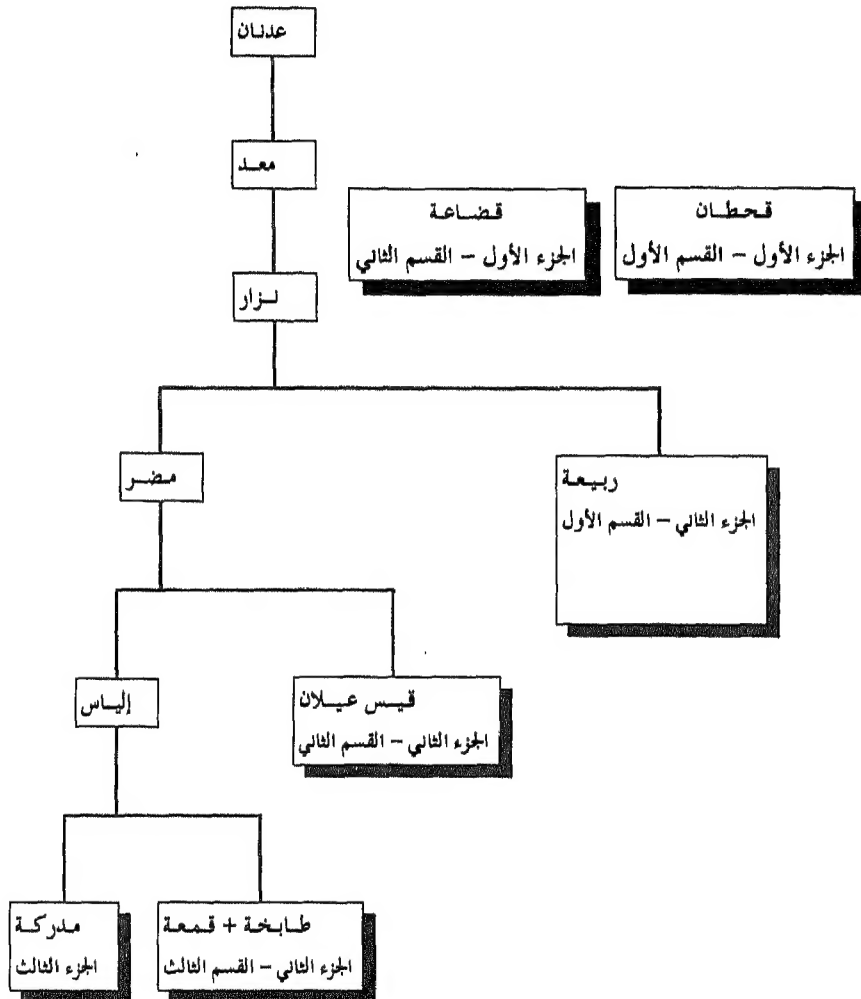 عدنان
معد
قحطان
الجزء الأول – القسم الأول
قضاعة
الجزء الأول – القسم الثاني
نزار
مضر
ربيعة
الجزء الثاني – القسم الأول
إلياس
قيس عيلان
الجزء الثاني – القسم الثاني
طابخة + قمعة
الجزء الثاني – القسم الثالث
مدركة
الجزء الثالث